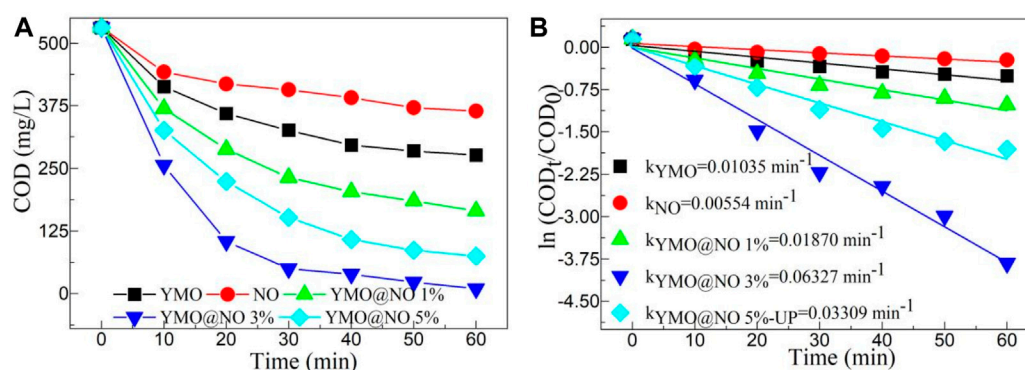 A
COD (mg/L)
500
375
250
125
0
YMO NO YMO@NO 1%
YMO@NO 3% YMO@NO 5%
0 10 20 30 40 50 60
Time (min)
B
ln (CODt/COD0)
0.00
-0.75
-1.50
-2.25
-3.00
-3.75
-4.50
kYMO=0.01035 min-1
kNO=0.00554 min-1
kYMO@NO 1%=0.01870 min-1
kYMO@NO 3%=0.06327 min-1
kYMO@NO 5%-UP=0.03309 min-1
0 10 20 30 40 50 60
Time (min)